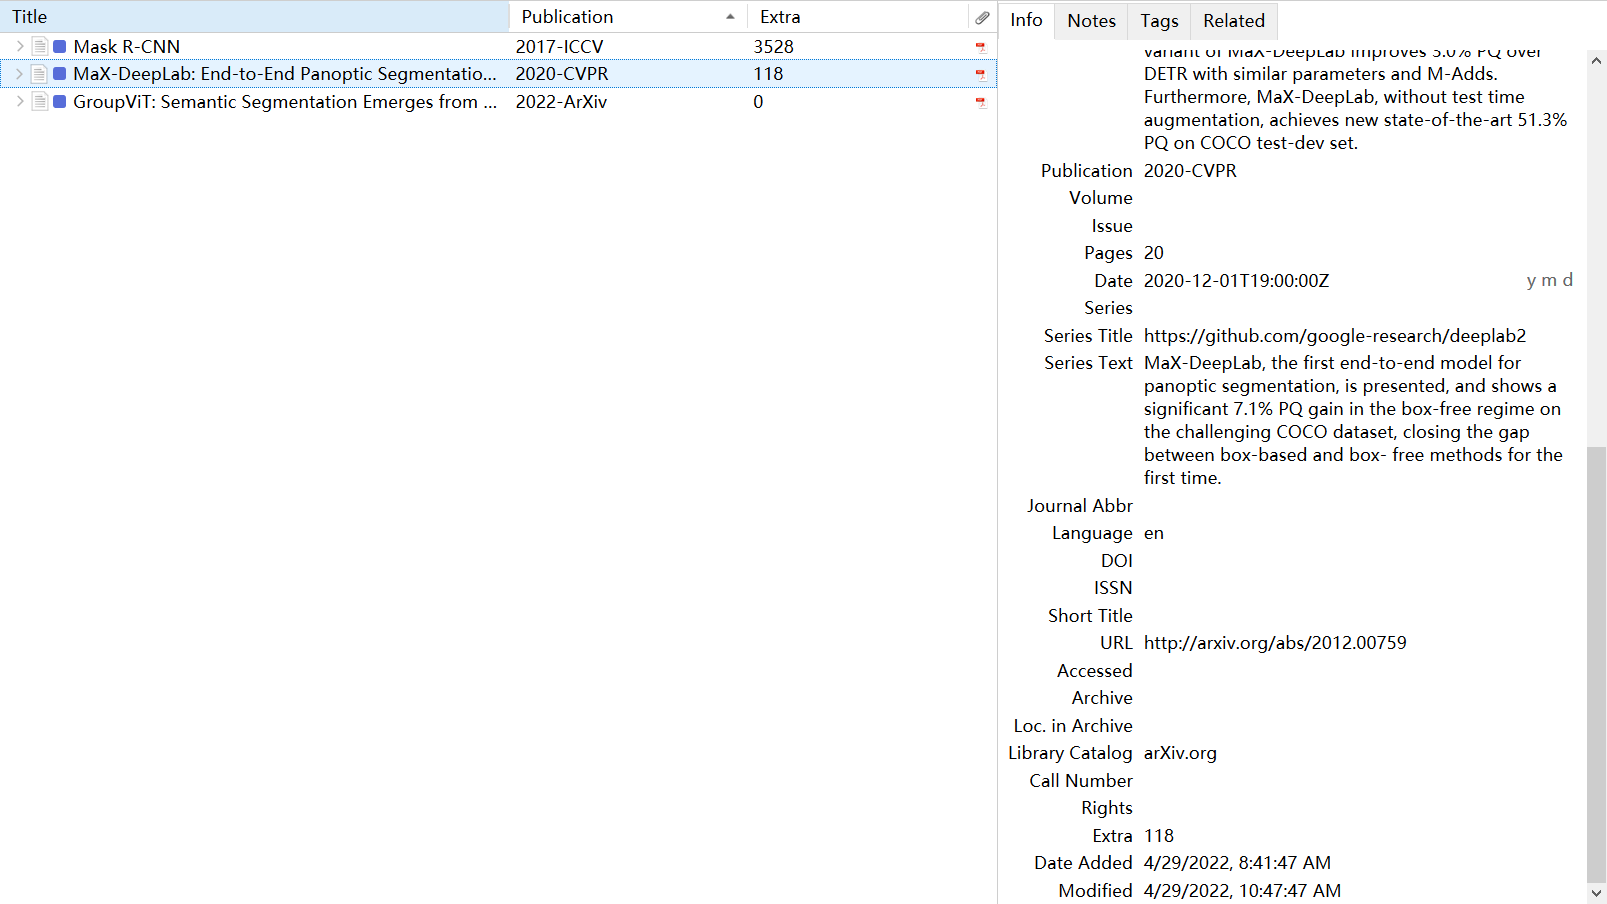 Title Publication Extra
Mask R-CNN 2017-ICCV 3528
MaX-DeepLab: End-to-End Panoptic Segmentatio... 2020-CVPR 118
GroupViT: Semantic Segmentation Emerges from ... 2022-ArXiv 0
Info Notes Tags Related
variant of MaX-DeepLab improves 3.0% PQ over
DETR with similar parameters and M-Adds.
Furthermore, MaX-DeepLab, without test time
augmentation, achieves new state-of-the-art 51.3%
PQ on COCO test-dev set.
Publication 2020-CVPR
Volume
Issue
Pages 20
Date 2020-12-01T19:00:00Z y m d
Series
Series Title https://github.com/google-research/deeplab2
Series Text MaX-DeepLab, the first end-to-end model for
panoptic segmentation, is presented, and shows a
significant 7.1% PQ gain in the box-free regime on
the challenging COCO dataset, closing the gap
between box-based and box- free methods for the
first time.
Journal Abbr
Language en
DOI
ISSN
Short Title
URL http://arxiv.org/abs/2012.00759
Accessed
Archive
Loc. in Archive
Library Catalog arXiv.org
Call Number
Rights
Extra 118
Date Added 4/29/2022, 8:41:47 AM
Modified 4/29/2022, 10:47:47 AM